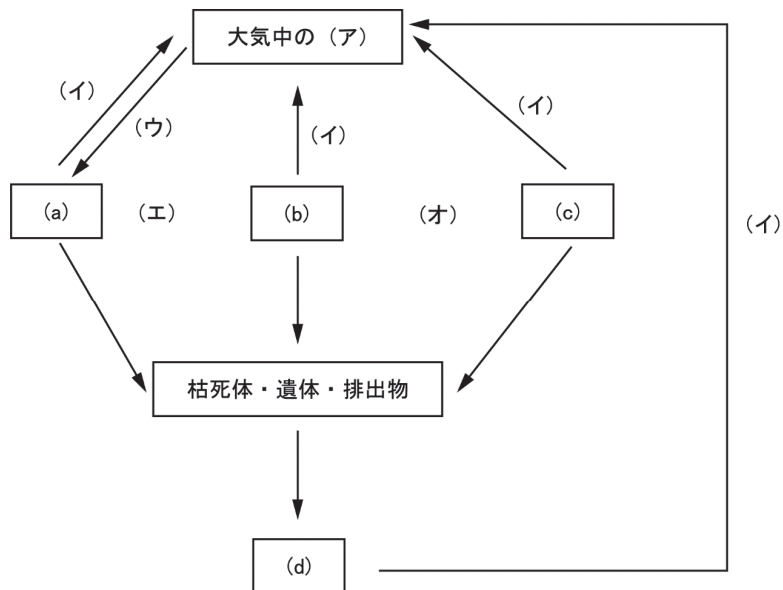 大気中の（ア）
（イ）
（ウ）
（イ）
（イ）
（a）
（エ）
（b）
（オ）
（c）
（イ）
枯死体・遺体・排出物
（d）